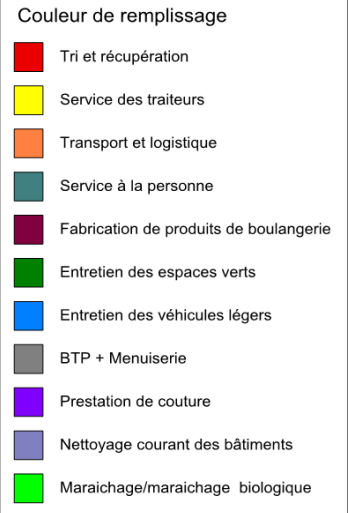 Couleur de remplissage
Tri et récupération
Service des traiteurs
Transport et logistique
Service à la personne
Fabrication de produits de boulangerie
Entretien des espaces verts
Entretien des véhicules légers
BTP + Menuiserie
Prestation de couture
Nettoyage courant des bâtiments
Maraichage/maraichage biologique